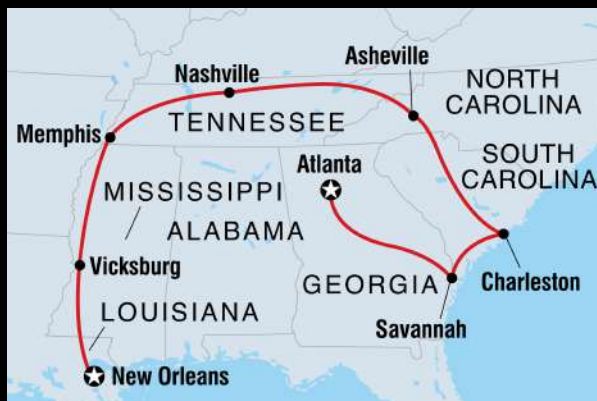 Asheville
Nashville
NORTH
CAROLINA
TENNESSEE
Memphis
SOUTH
CAROLINA
Atlanta
MISSISSIPPI
ALABAMA
Vicksburg
GEORGIA
Charleston
LOUISIANA
Savannah
New Orleans